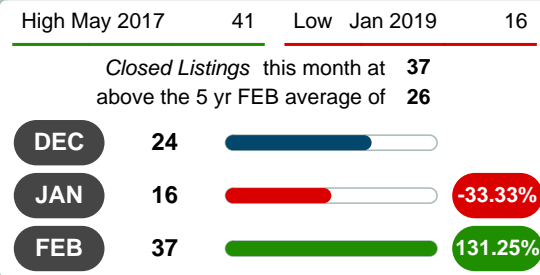 High May 2017 41 Low Jan 2019 16
Closed Listings this month at 37
above the 5 yr FEB average of 26
DEC 24
JAN 16 -33.33%
FEB 37 131.25%